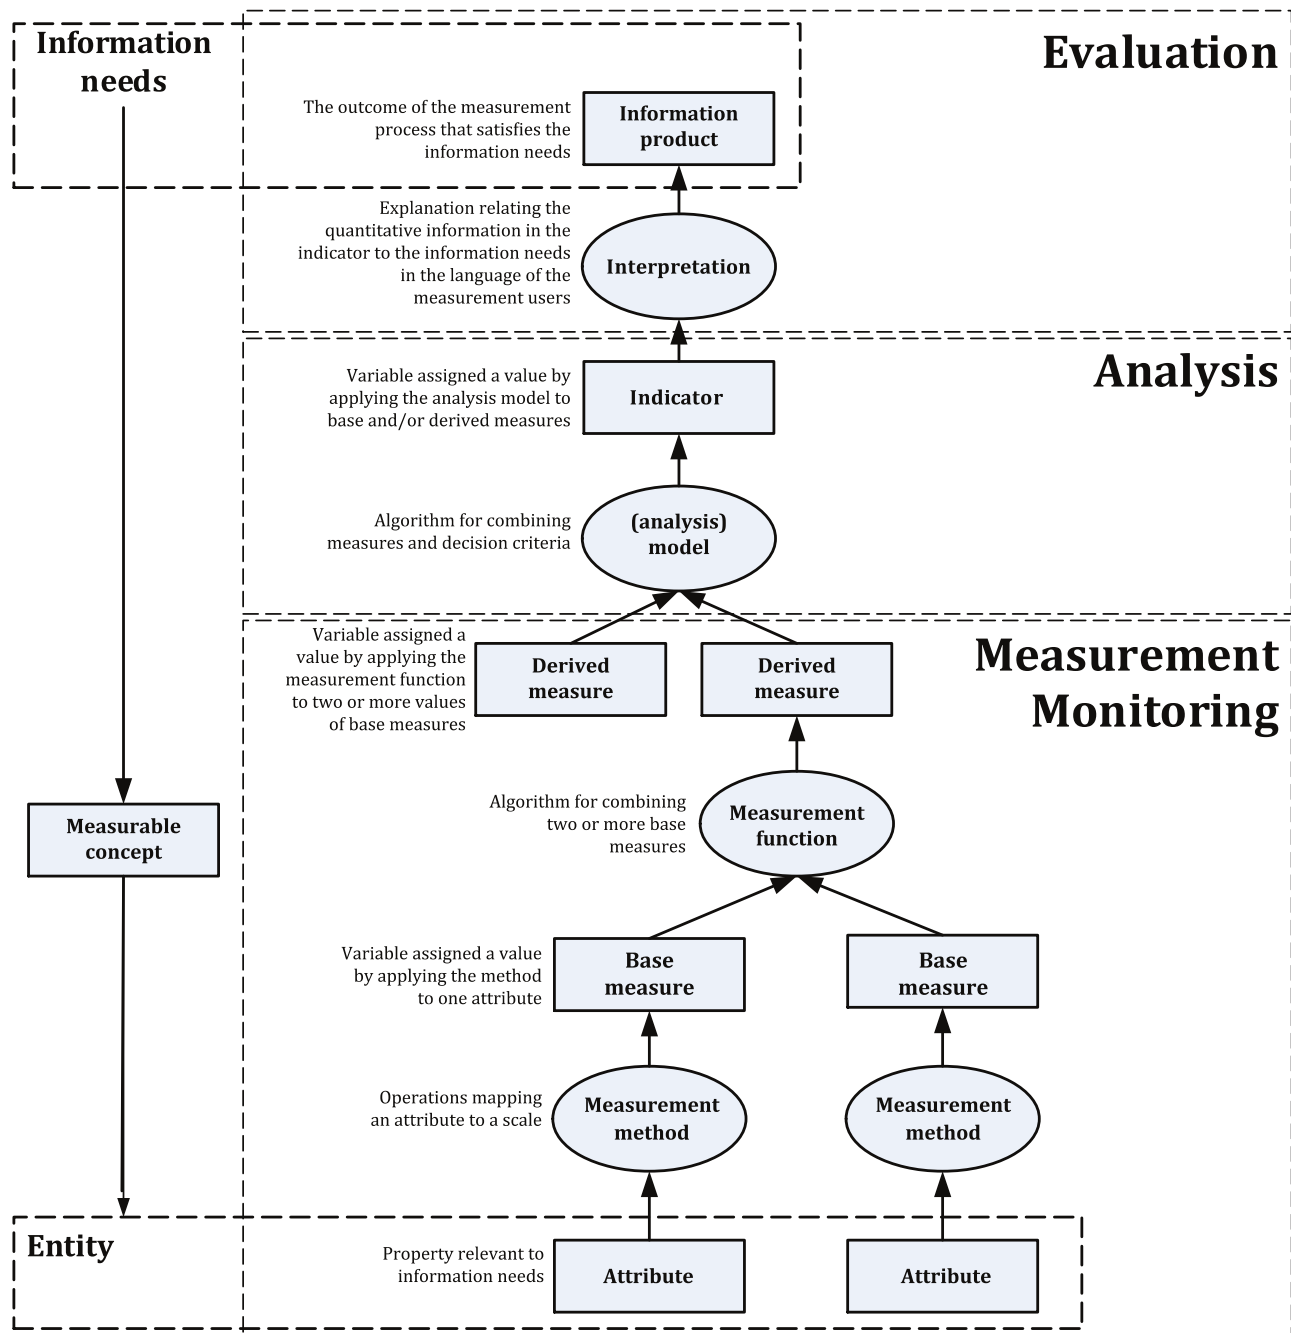 Information
needs
Evaluation
The outcome of the measurement
process that satisfies the
information needs
Information
product
Explanation relating the
quantitative information in the
indicator to the information needs
in the language of the
measurement users
Interpretation
Analysis
Variable assigned a value by
applying the analysis model to
base and/or derived measures
Indicator
Algorithm for combining
measures and decision criteria
(analysis)
model
Measurement
Monitoring
Variable assigned a
value by applying the
measurement function
to two or more values
of base measures
Derived
measure
Derived
measure
Measurable
concept
Algorithm for combining
two or more base
measures
Measurement
function
Variable assigned a value
by applying the method
to one attribute
Base
measure
Base
measure
Operations mapping
an attribute to a scale
Measurement
method
Measurement
method
Entity
Property relevant to
information needs
Attribute
Attribute